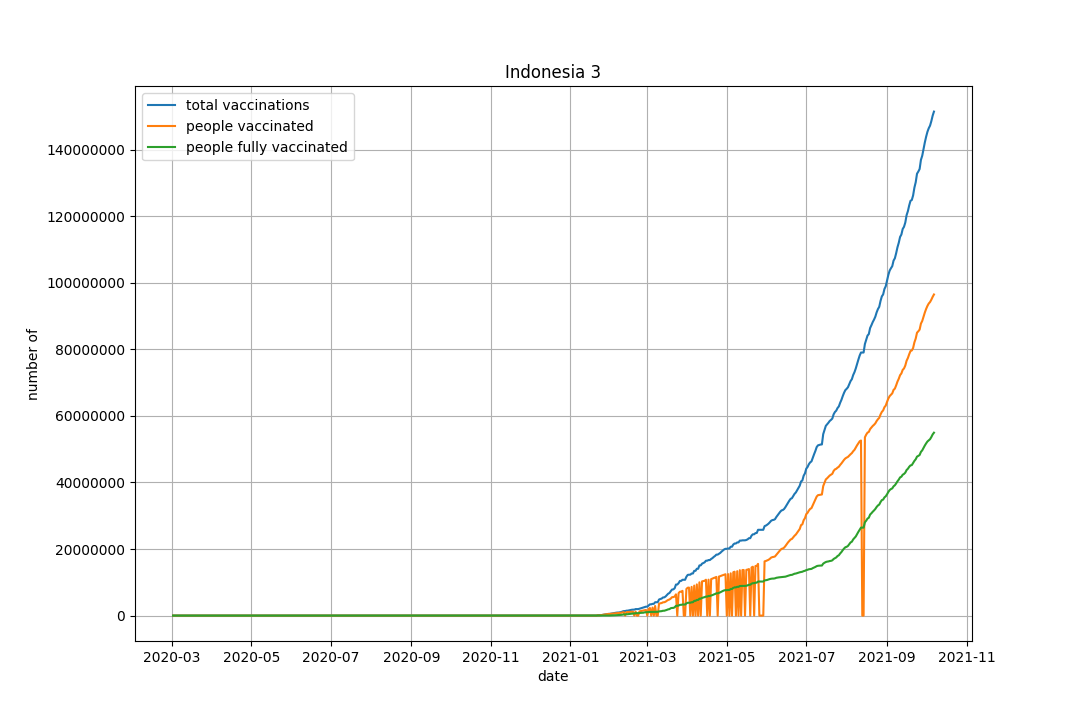 Indonesia 3
total vaccinations
people vaccinated
people fully vaccinated
140000000
120000000
100000000
80000000
60000000
40000000
20000000
0
number of
2020-03 2020-05 2020-07 2020-09 2020-11 2021-01 2021-03 2021-05 2021-07 2021-09 2021-11
date